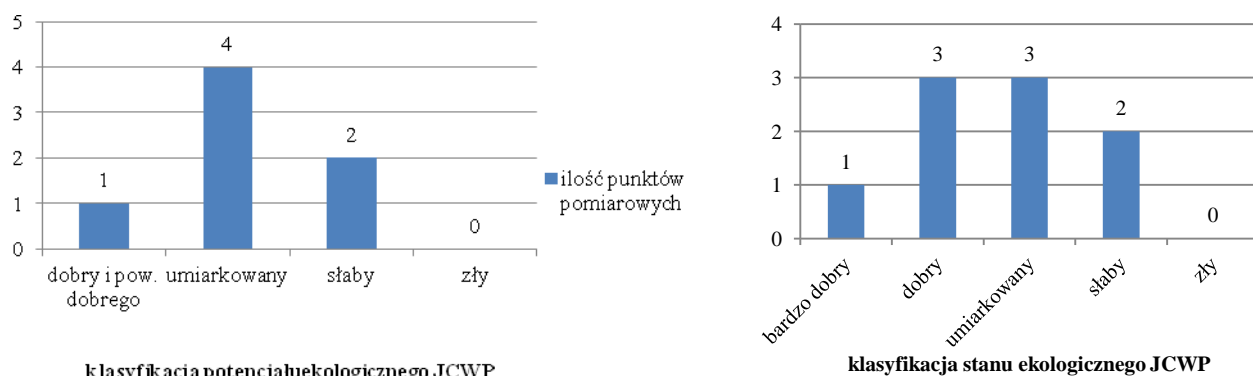 5
4
3
2
1
0
1
4
2
0
dobry i pow.
dobrego
umiarkowany
słaby
zły
ilość punktów
pomiarowych
klasyfikacja potencjałuekologicznego JCWP
4
3
2
1
0
1
3
3
2
0
bardzo dobry
dobry
umiarkowany
słaby
zły
klasyfikacja stanu ekologicznego JCWP